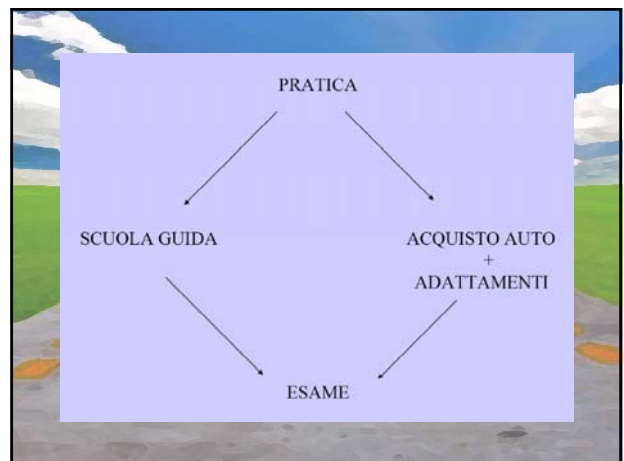 PRATICA
SCUOLA GUIDA
ACQUISTO AUTO
+
ADATTAMENTI
ESAME